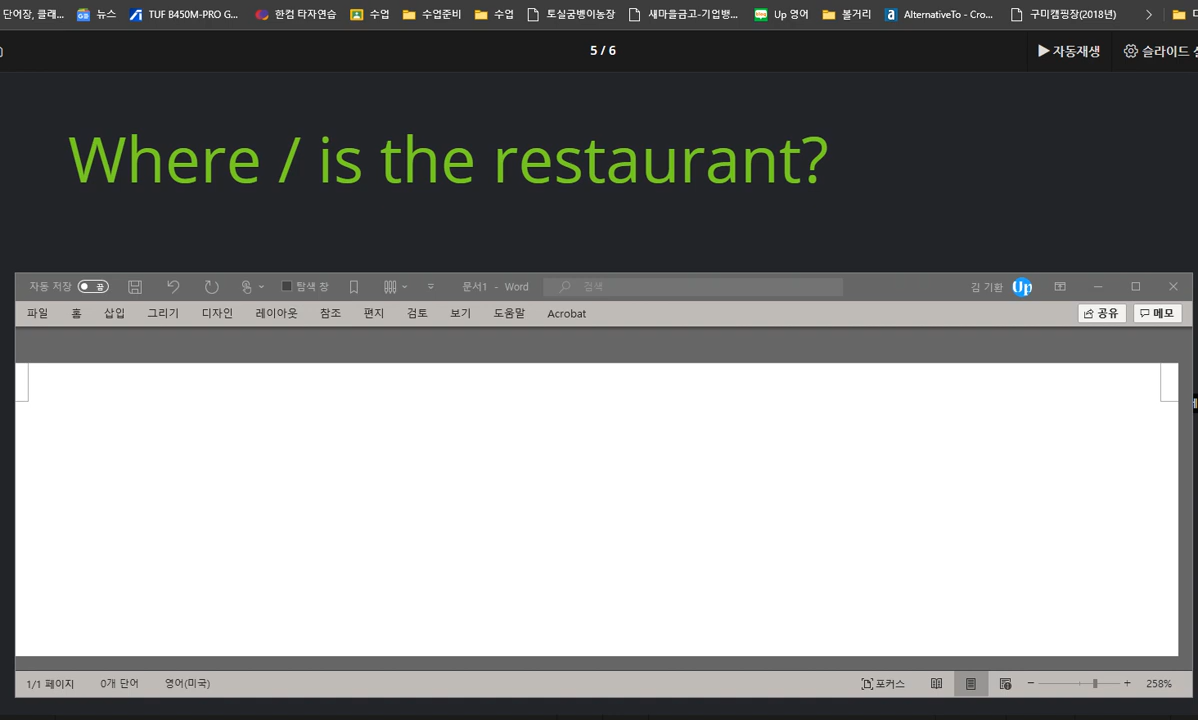 단어장, 클래... 뉴스 TUF B450M-PRO G... 한컴 타자연습 수업 수업준비 수업 토실굼벵이농장 새마을금고-기업뱅... Up 영어 볼거리 AlternativeTo - Cro... 구미캠핑장(2018년)
5 / 6 자동재생 슬라이드
Where / is the restaurant?
자동 저장 끔 탐색 창 문서1 - Word 검색 김 기환 Up
파일 홈 삽입 그리기 디자인 레이아웃 참조 편지 검토 보기 도움말 Acrobat 공유 메모
1/1 페이지 0개 단어 영어(미국) 포커스 258%